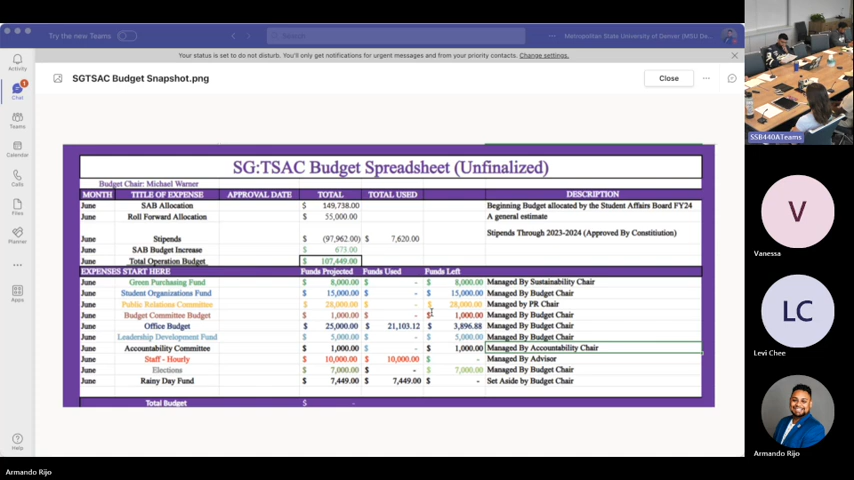 Try the new Teams
Search
Metropolitan State University of Denver (MSU De...
Your status is set to do not disturb. You'll only get notifications for urgent messages and from your priority contacts. Change settings.
Activity
Chat
1
Teams
Calendar
Calls
Files
Planner
Apps
Help
SGTSAC Budget Snapshot.png
Close
SG:TSAC Budget Spreadsheet (Unfinalized)
Budget Chair: Michael Warner
MONTH TITLE OF EXPENSE APPROVAL DATE TOTAL TOTAL USED DESCRIPTION
June SAB Allocation $ 149,738.00 Beginning Budget allocated by the Student Affairs Board FY24
June Roll Forward Allocation $ 55,000.00 A general estimate
June Stipends $ (97,962.00) $ 7,620.00 Stipends Through 2023-2024 (Approved By Constitiution)
June SAB Budget Increase $ 673.00
June Total Operation Budget $ 107,449.00
EXPENSES START HERE Funds Projected Funds Used Funds Left
June Green Purchasing Fund $ 8,000.00 $ - $ 8,000.00 Managed By Sustainability Chair
June Student Organizations Fund $ 15,000.00 $ - $ 15,000.00 Managed By Budget Chair
June Public Relations Committee $ 28,000.00 $ - $ 28,000.00 Managed by PR Chair
June Budget Committee Budget $ 1,000.00 $ - $ 1,000.00 Managed By Budget Chair
June Office Budget $ 25,000.00 $ 21,103.12 $ 3,896.88 Managed By Budget Chair
June Leadership Development Fund $ 5,000.00 $ - $ 5,000.00 Managed By Budget Chair
June Accountability Committee $ 1,000.00 $ - $ 1,000.00 Managed By Accountability Chair
June Staff - Hourly $ 10,000.00 $ 10,000.00 $ - Managed By Advisor
June Elections $ 7,000.00 $ - $ 7,000.00 Managed By Budget Chair
June Rainy Day Fund $ 7,449.00 $ 7,449.00 $ - Set Aside by Budget Chair
Total Budget $ -
SSB440ATeams
V
Vanessa
LC
Levi Chee
Armando Rijo
Armando Rijo